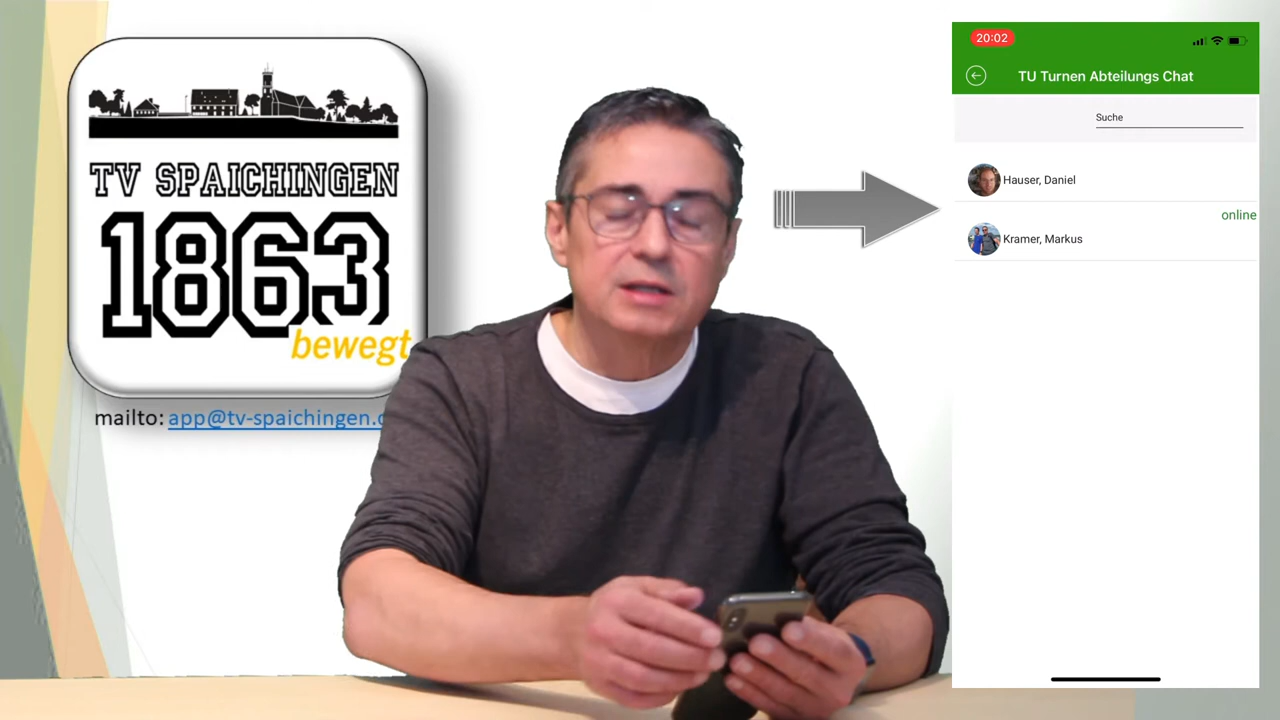 TV SPAICHINGEN
1863
bewegt
mailto: app@tv-spaichingen.
20:02
TU Turnen Abteilungs Chat
Suche
Hauser, Daniel
online
Kramer, Markus